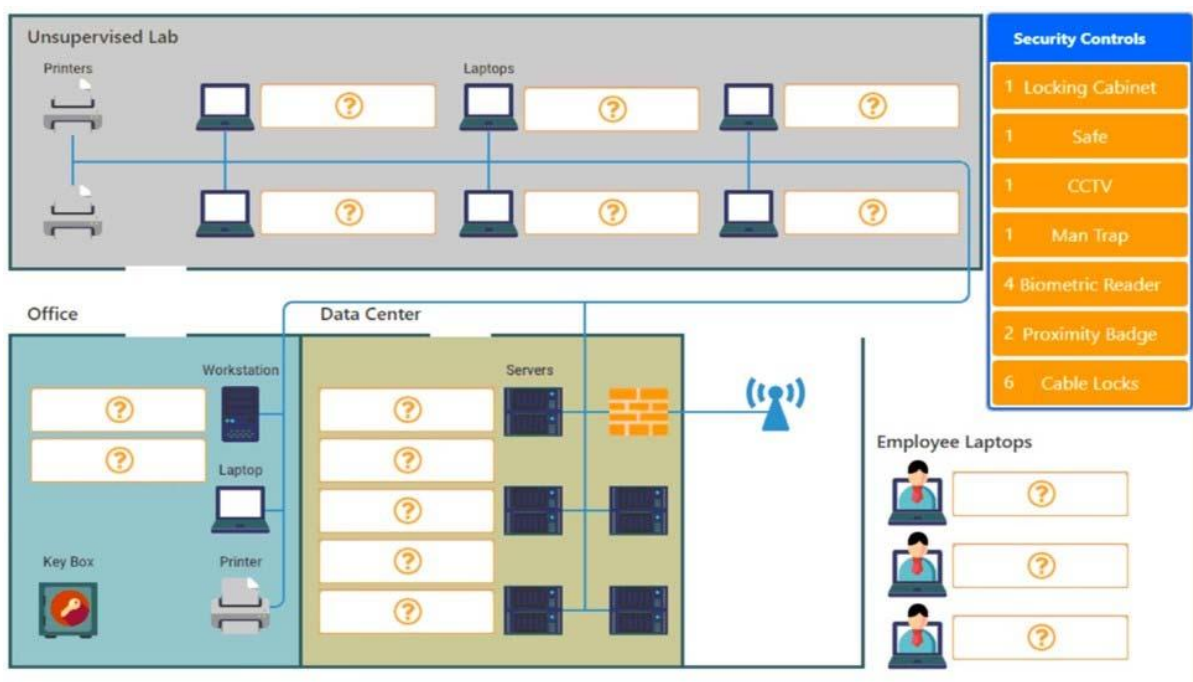 Unsupervised Lab
Printers
Laptops
?
?
?
?
?
?
Security Controls
1 Locking Cabinet
1 Safe
1 CCTV
1 Man Trap
4 Biometric Reader
2 Proximity Badge
6 Cable Locks
Office
Workstation
?
?
Laptop
Key Box
Printer
Data Center
Servers
?
?
?
?
?
Employee Laptops
?
?
?